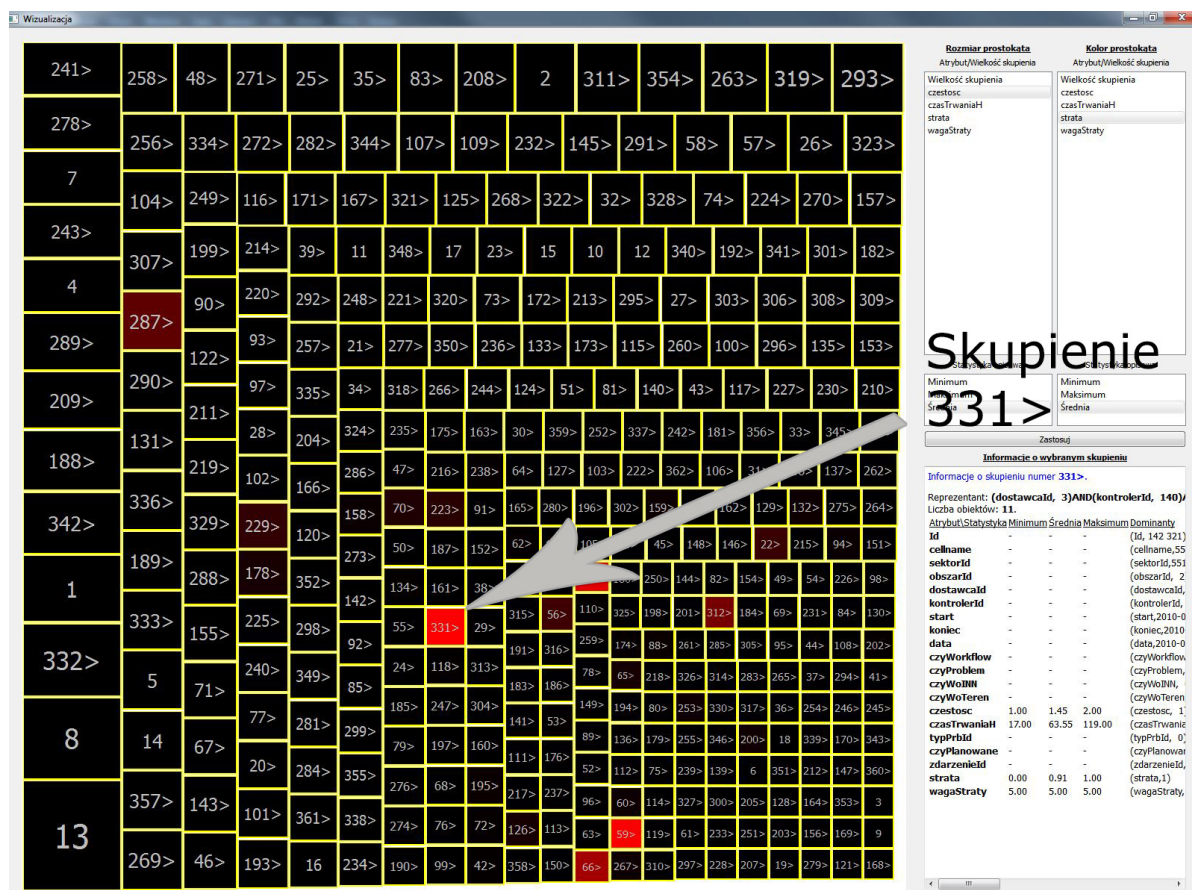 Wizualizacja
241> 258> 48> 271> 25> 35> 83> 208> 2 311> 354> 263> 319> 293>
278> 256> 334> 272> 282> 344> 107> 109> 232> 145> 291> 58> 57> 26> 323>
7 104> 249> 116> 171> 167> 321> 125> 268> 322> 32> 328> 74> 224> 270> 157>
243> 307> 199> 214> 39> 11 348> 17 23> 15 10 12 340> 192> 341> 301> 182>
4 287> 90> 220> 292> 248> 221> 320> 73> 172> 213> 295> 27> 303> 306> 308> 309>
289> 290> 122> 93> 257> 21> 277> 350> 236> 133> 173> 115> 260> 100> 296> 135> 153>
209> 131> 211> 97> 335> 34> 318> 266> 244> 124> 51> 81> 140> 43> 117> 227> 230> 210>
188> 336> 219> 28> 204> 324> 235> 175> 163> 30> 359> 252> 337> 242> 181> 356> 33> 345>
342> 189> 329> 102> 166> 286> 47> 216> 238> 64> 127> 103> 222> 362> 106> 137> 262>
1 333> 288> 229> 120> 158> 70> 223> 91> 165> 280> 196> 302> 159> 129> 132> 275> 264>
332> 5 155> 178> 352> 273> 50> 187> 152> 62> 45> 148> 146> 22> 215> 94> 151>
8 14 71> 225> 298> 142> 134> 161> 38> 250> 144> 82> 154> 49> 54> 226> 98>
13 357> 67> 240> 349> 92> 55> 331> 29> 315> 56> 110> 325> 198> 201> 312> 184> 69> 231> 84> 130>
269> 143> 77> 281> 85> 24> 118> 313> 191> 316> 259> 174> 88> 261> 285> 305> 95> 44> 108> 202>
46> 20> 284> 299> 185> 247> 304> 183> 186> 78> 65> 218> 326> 314> 283> 265> 37> 294> 41>
101> 361> 355> 79> 197> 160> 141> 53> 149> 194> 80> 253> 330> 317> 36> 254> 246> 245>
193> 16 338> 276> 68> 195> 111> 176> 89> 136> 179> 255> 346> 200> 18 339> 170> 343>
234> 274> 76> 72> 217> 237> 52> 112> 75> 239> 139> 6 351> 212> 147> 360>
190> 99> 42> 126> 113> 96> 60> 114> 327> 300> 205> 128> 164> 353> 3
358> 150> 63> 59> 119> 61> 233> 251> 203> 156> 169> 9
66> 267> 310> 297> 228> 207> 19> 279> 121> 168>
Rozmiar prostokąta Kolor prostokąta
Atrybut/Wielkość skupienia Atrybut/Wielkość skupienia
Wielkość skupienia Wielkość skupienia
czestosc czestosc
czasTrwaniaH czasTrwaniaH
strata strata
wagaStraty wagaStraty
Skupienie
331>
Minimum Minimum
Maksimum Maksimum
Średnia Średnia
Zastosuj
Informacje o wybranym skupieniu
Informacje o skupieniu numer 331>.
Reprezentant: (dostawcaId, 3)AND(kontrolerId, 140)
Liczba obiektów: 11.
Atrybut\Statystyka Minimum Średnia Maksimum Dominanty
Id - - - (Id, 142 321)
cellname - - - (cellname,55
sektorId - - - (sektorId,551
obszarId - - - (obszarId, 2
dostawcaId - - - (dostawcaId,
kontrolerId - - - (kontrolerId,
start - - - (start,2010-0
koniec - - - (koniec,2010
data - - - (data,2010-0
czyWorkflow - - - (czyWorkflow
czyProblem - - - (czyProblem,
czyWoINN - - - (czyWoINN,
czyWoTeren - - - (czyWoTeren
czestosc 1.00 1.45 2.00 (czestosc, 1
czasTrwaniaH 17.00 63.55 119.00 (czasTrwania
typPrbId - - - (typPrbId, 0)
czyPlanowane - - - (czyPlanowar
zdarzenieId - - - (zdarzenieId,
strata 0.00 0.91 1.00 (strata,1)
wagaStraty 5.00 5.00 5.00 (wagaStraty,